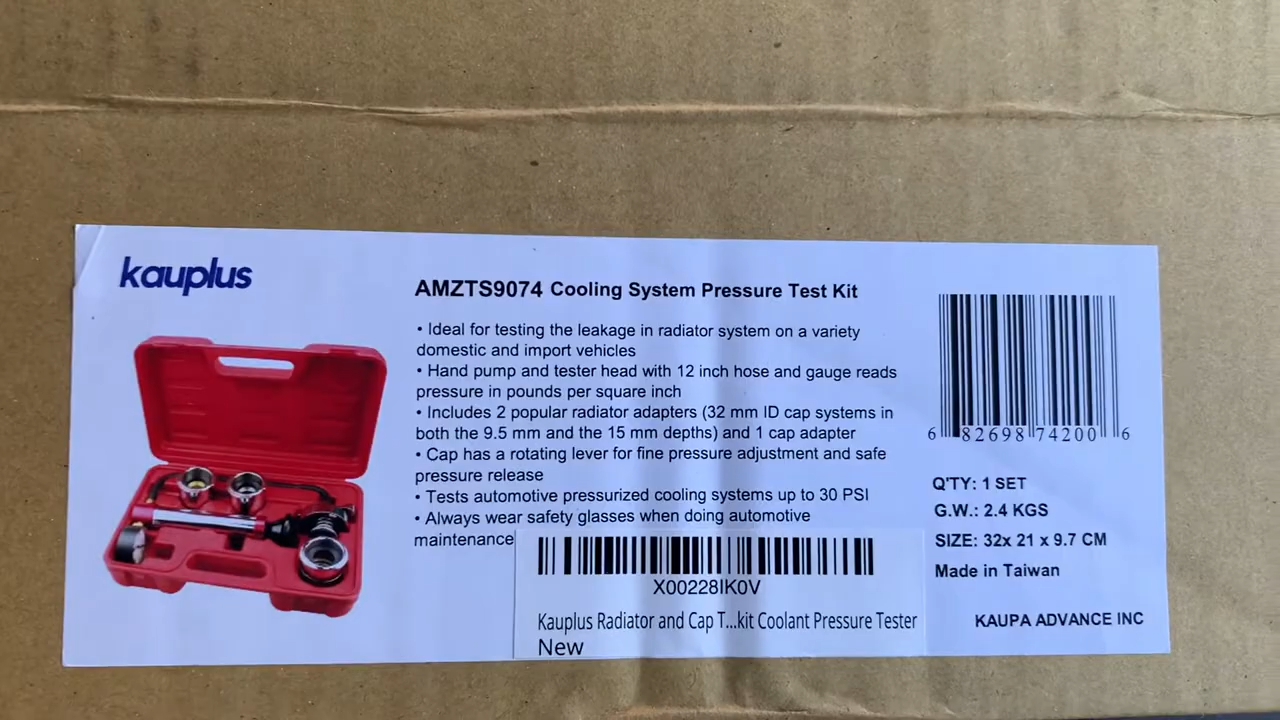 kauplus
AMZTS9074 Cooling System Pressure Test Kit
• Ideal for testing the leakage in radiator system on a variety
domestic and import vehicles
• Hand pump and tester head with 12 inch hose and gauge reads
pressure in pounds per square inch
• Includes 2 popular radiator adapters (32 mm ID cap systems in
both the 9.5 mm and the 15 mm depths) and 1 cap adapter
• Cap has a rotating lever for fine pressure adjustment and safe
pressure release
• Tests automotive pressurized cooling systems up to 30 PSI
• Always wear safety glasses when doing automotive
maintenance
X00228IK0V
Kauplus Radiator and Cap T...kit Coolant Pressure Tester
New
6 82698 74200 6
Q'TY: 1 SET
G.W.: 2.4 KGS
SIZE: 32x 21 x 9.7 CM
Made in Taiwan
KAUPA ADVANCE INC